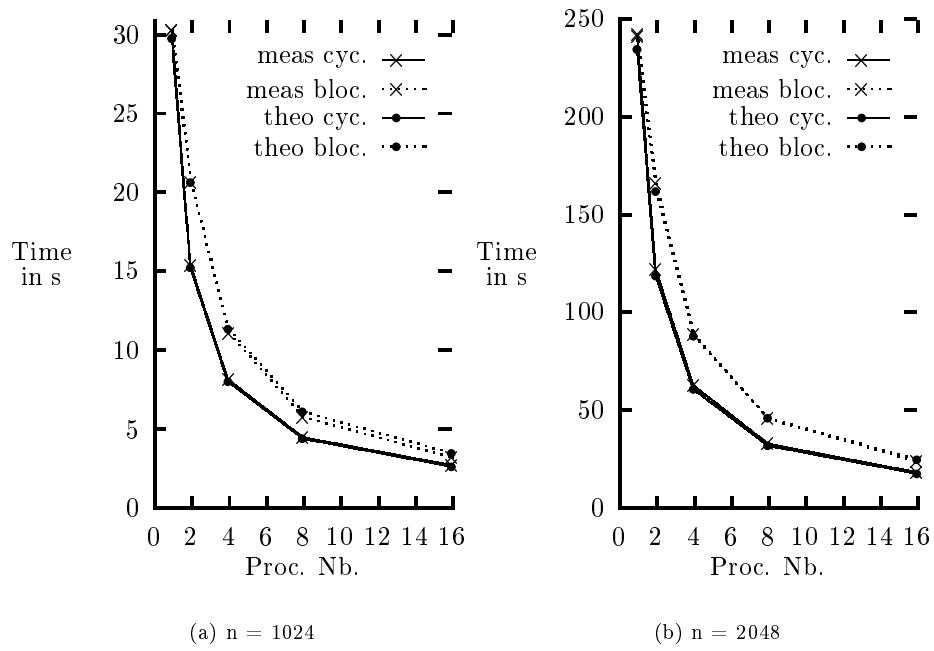 30
25
20
15
10
5
0
Time
in s
meas cyc.
meas bloc.
theo cyc.
theo bloc.
0 2 4 6 8 10 12 14 16
Proc. Nb.
(a) n = 1024
250
200
150
100
50
0
Time
in s
meas cyc.
meas bloc.
theo cyc.
theo bloc.
0 2 4 6 8 10 12 14 16
Proc. Nb.
(b) n = 2048